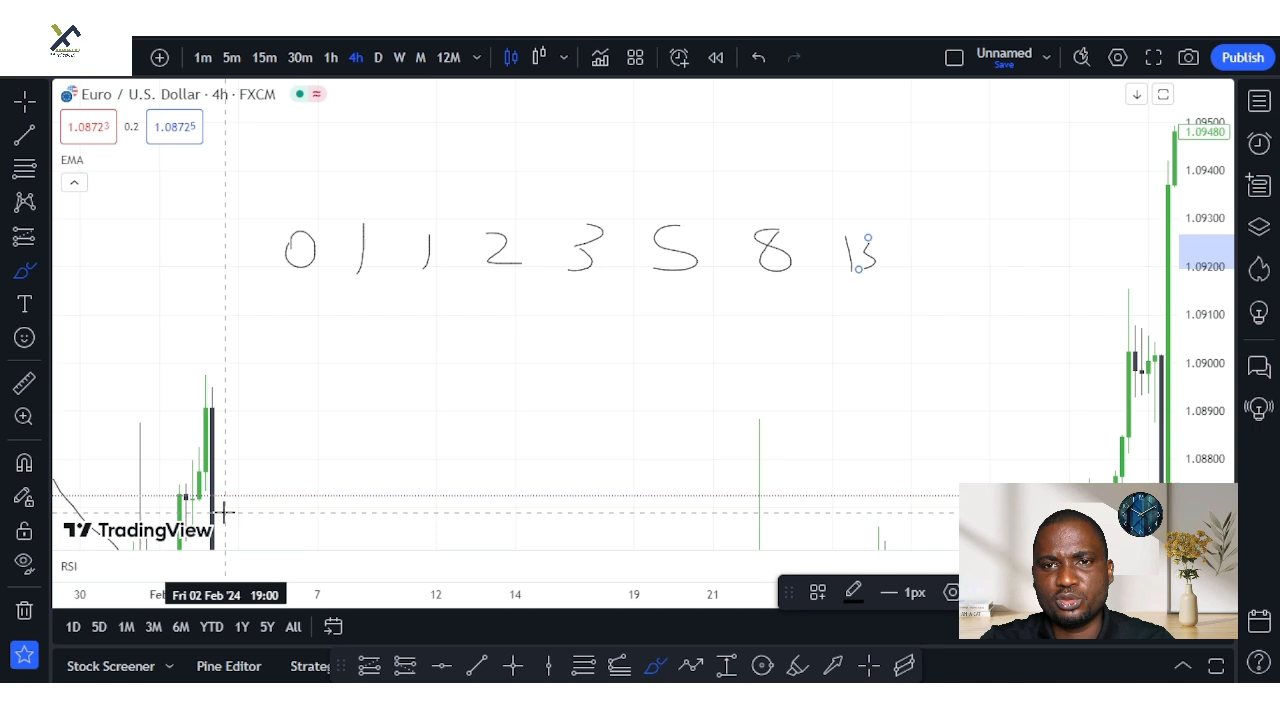 1m 5m 15m 30m 1h 4h D W M 12M Unnamed Save Publish
Euro / U.S. Dollar · 4h · FXCM
1.08723 0.2 1.08725
EMA
1.09500
1.09480
1.09400
1.09300
1.09200
1.09100
1.09000
1.08900
1.08800
0 1 1 2 3 5 8 13
TradingView
RSI
30 Feb Fri 02 Feb '24 19:00 7 12 14 19 21
1px
1D 5D 1M 3M 6M YTD 1Y 5Y All
Stock Screener Pine Editor Strate